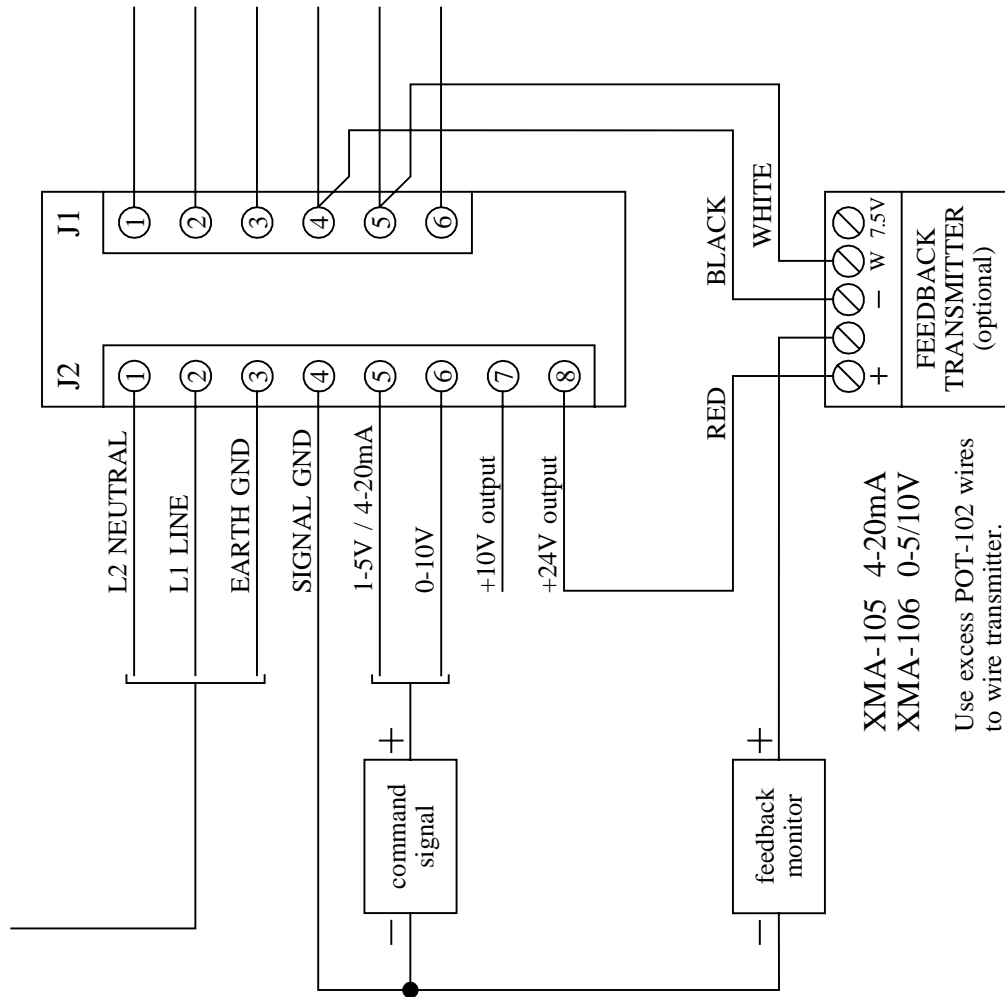 J1
1
2
3
4
5
6
J2
1
2
3
4
5
6
7
8
L2 NEUTRAL
L1 LINE
EARTH GND
SIGNAL GND
1-5V / 4-20mA
0-10V
+10V output
+24V output
+
command
signal
−
+
feedback
monitor
−
BLACK
WHITE
RED
+
−
W
7.5V
FEEDBACK
TRANSMITTER
(optional)
XMA-105 4-20mA
XMA-106 0-5/10V
Use excess POT-102 wires
to wire transmitter.